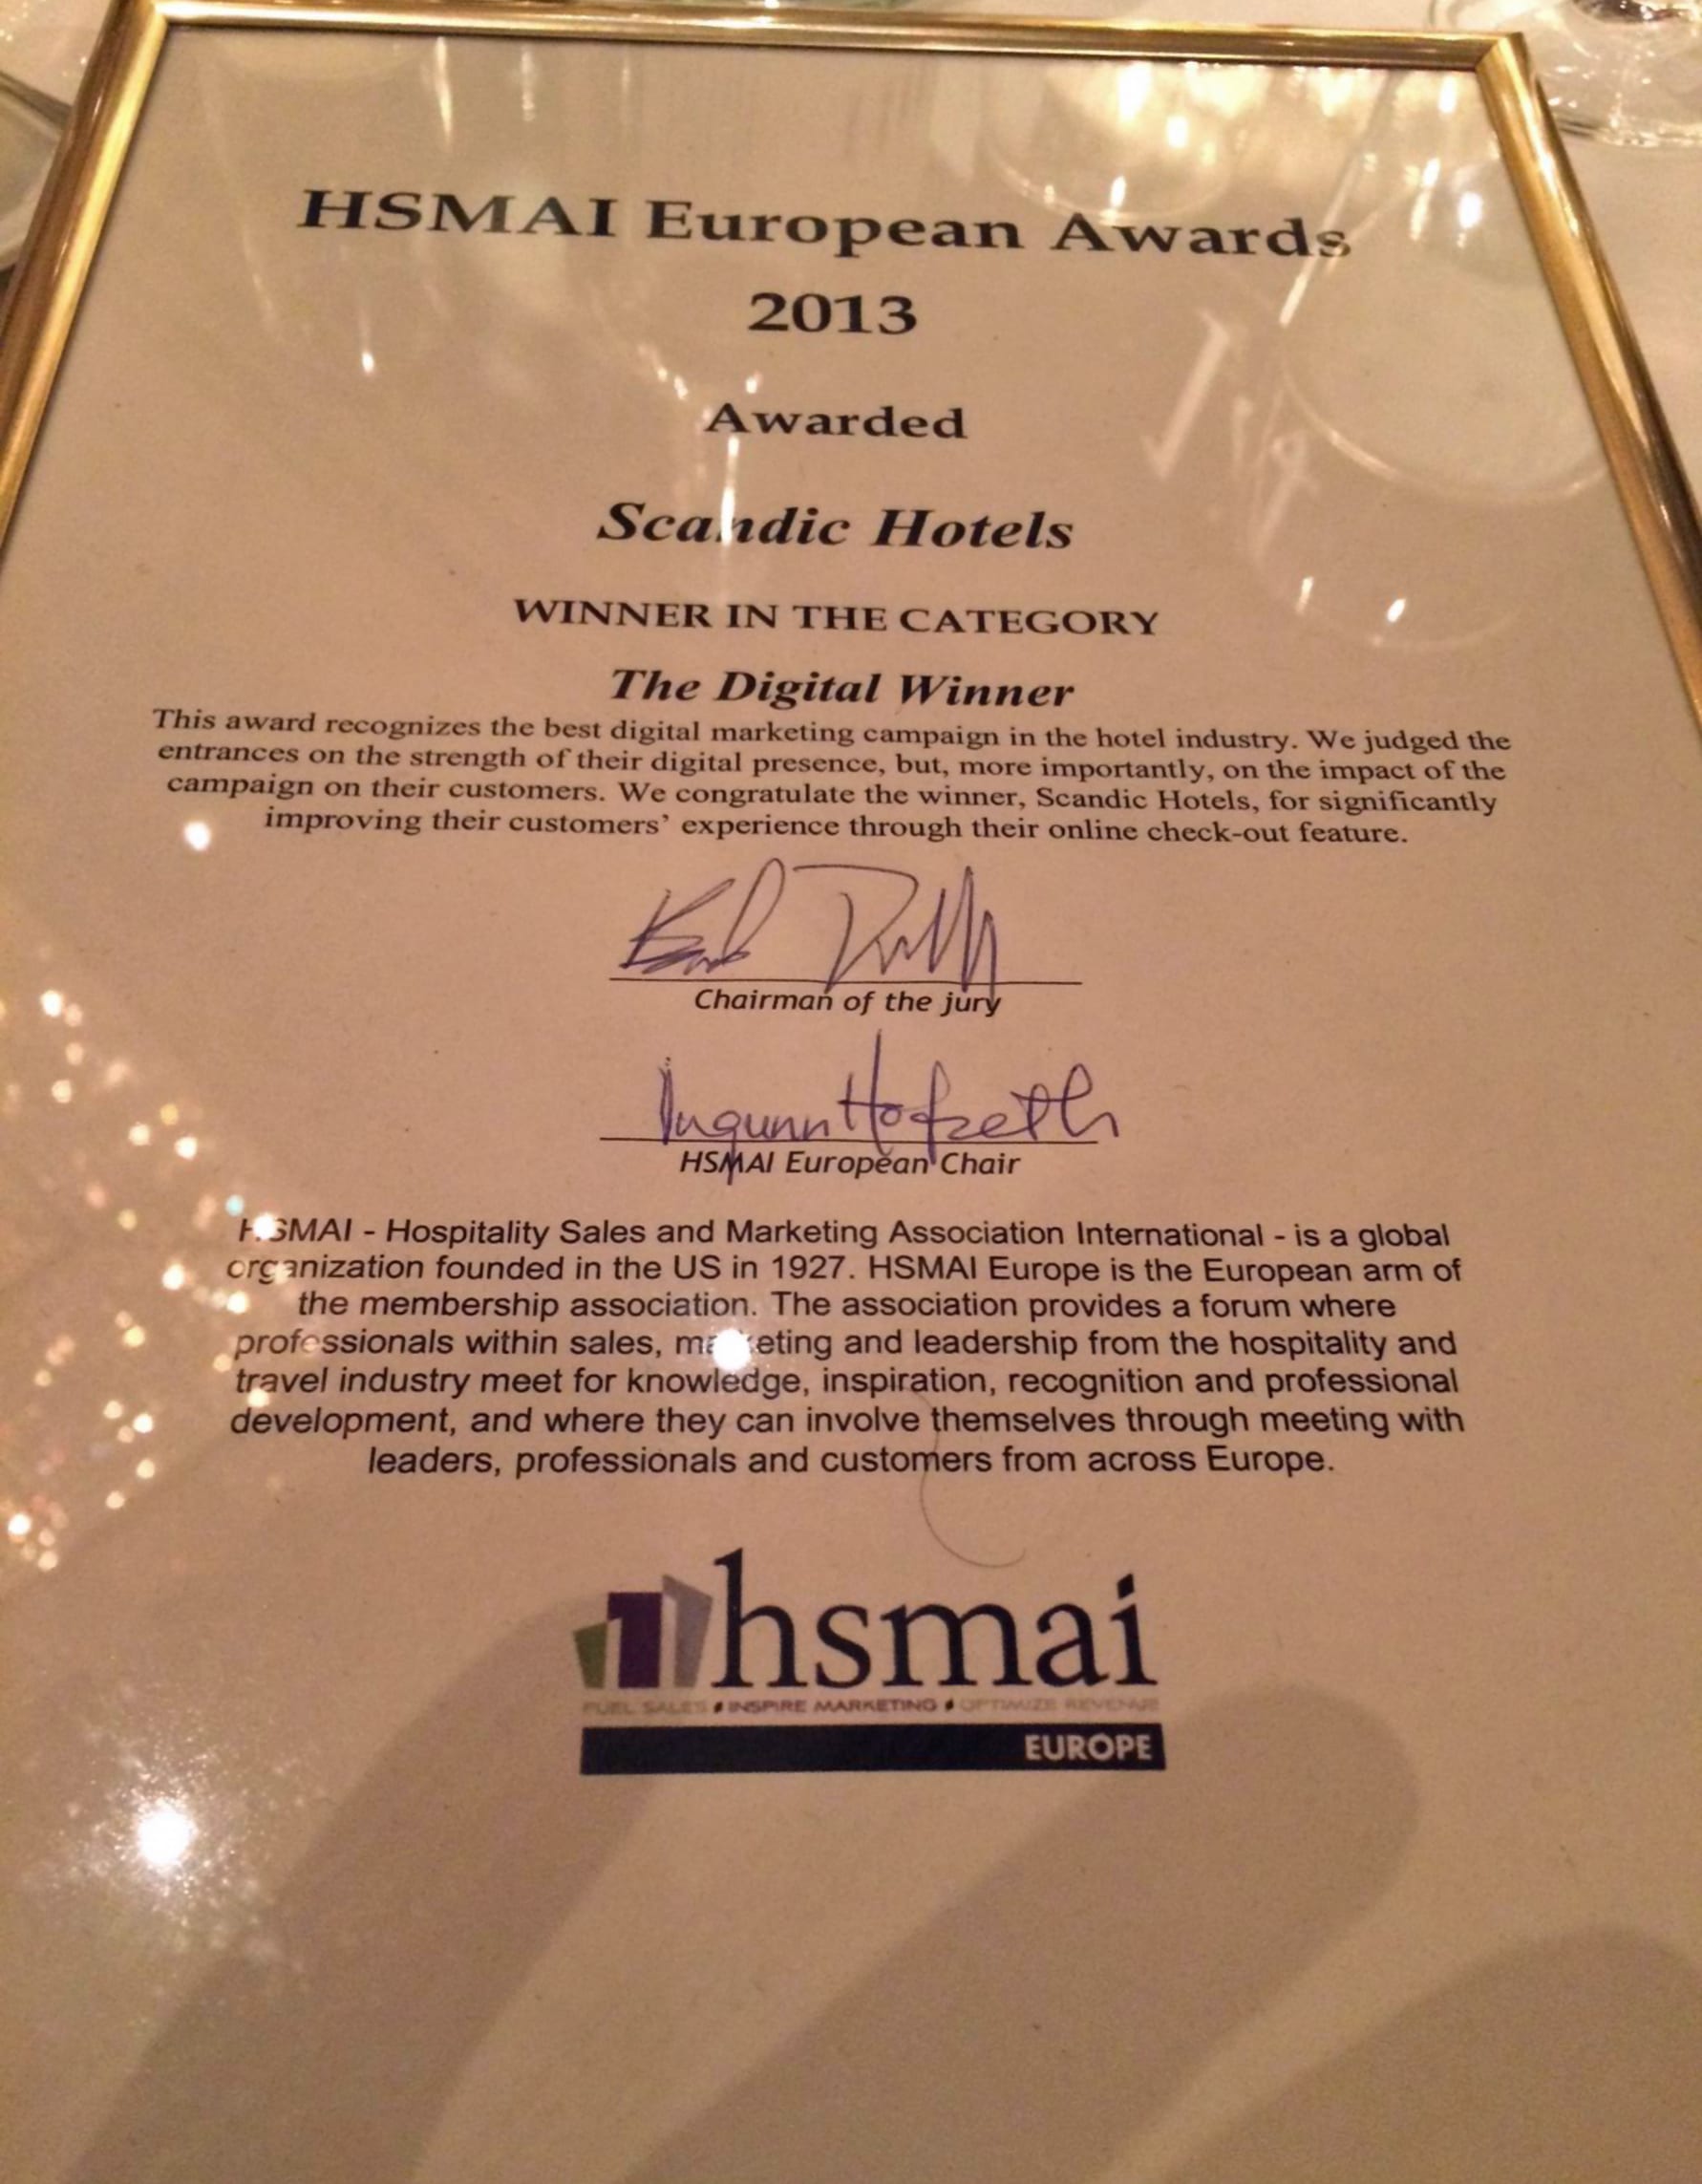 HSMAI European Awards
2013
Awarded
Scandic Hotels
WINNER IN THE CATEGORY
The Digital Winner
This award recognizes the best digital marketing campaign in the hotel industry. We judged the
entrances on the strength of their digital presence, but, more importantly, on the impact of the
campaign on their customers. We congratulate the winner, Scandic Hotels, for significantly
improving their customers' experience through their online check-out feature.
Chairman of the jury
Ingunn Hofseth
HSMAI European Chair
HSMAI - Hospitality Sales and Marketing Association International - is a global
organization founded in the US in 1927. HSMAI Europe is the European arm of
the membership association. The association provides a forum where
professionals within sales, marketing and leadership from the hospitality and
travel industry meet for knowledge, inspiration, recognition and professional
development, and where they can involve themselves through meeting with
leaders, professionals and customers from across Europe.
hsmai
FUEL SALES INSPIRE MARKETING OPTIMIZE REVENUE
EUROPE